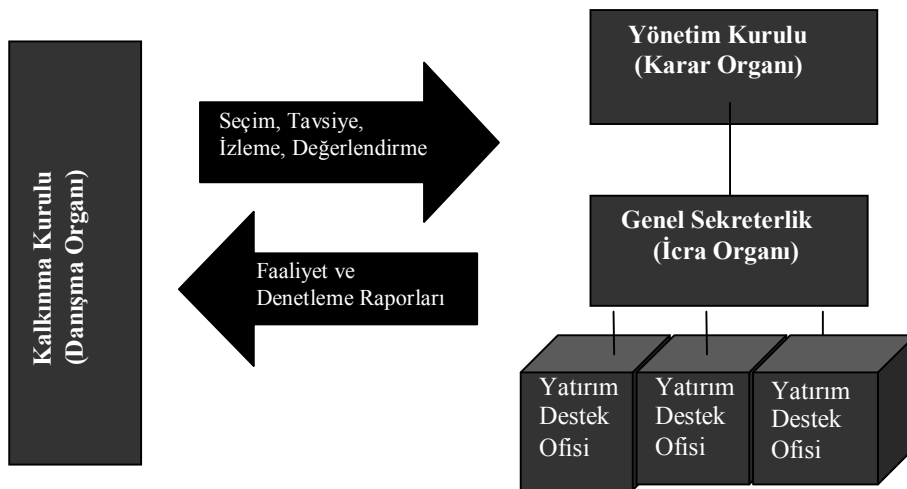 Kalkınma Kurulu
(Danışma Organı)
Seçim, Tavsiye,
İzleme, Değerlendirme
Faaliyet ve
Denetleme Raporları
Yönetim Kurulu
(Karar Organı)
Genel Sekreterlik
(İcra Organı)
Yatırım
Destek
Ofisi
Yatırım
Destek
Ofisi
Yatırım
Destek
Ofisi